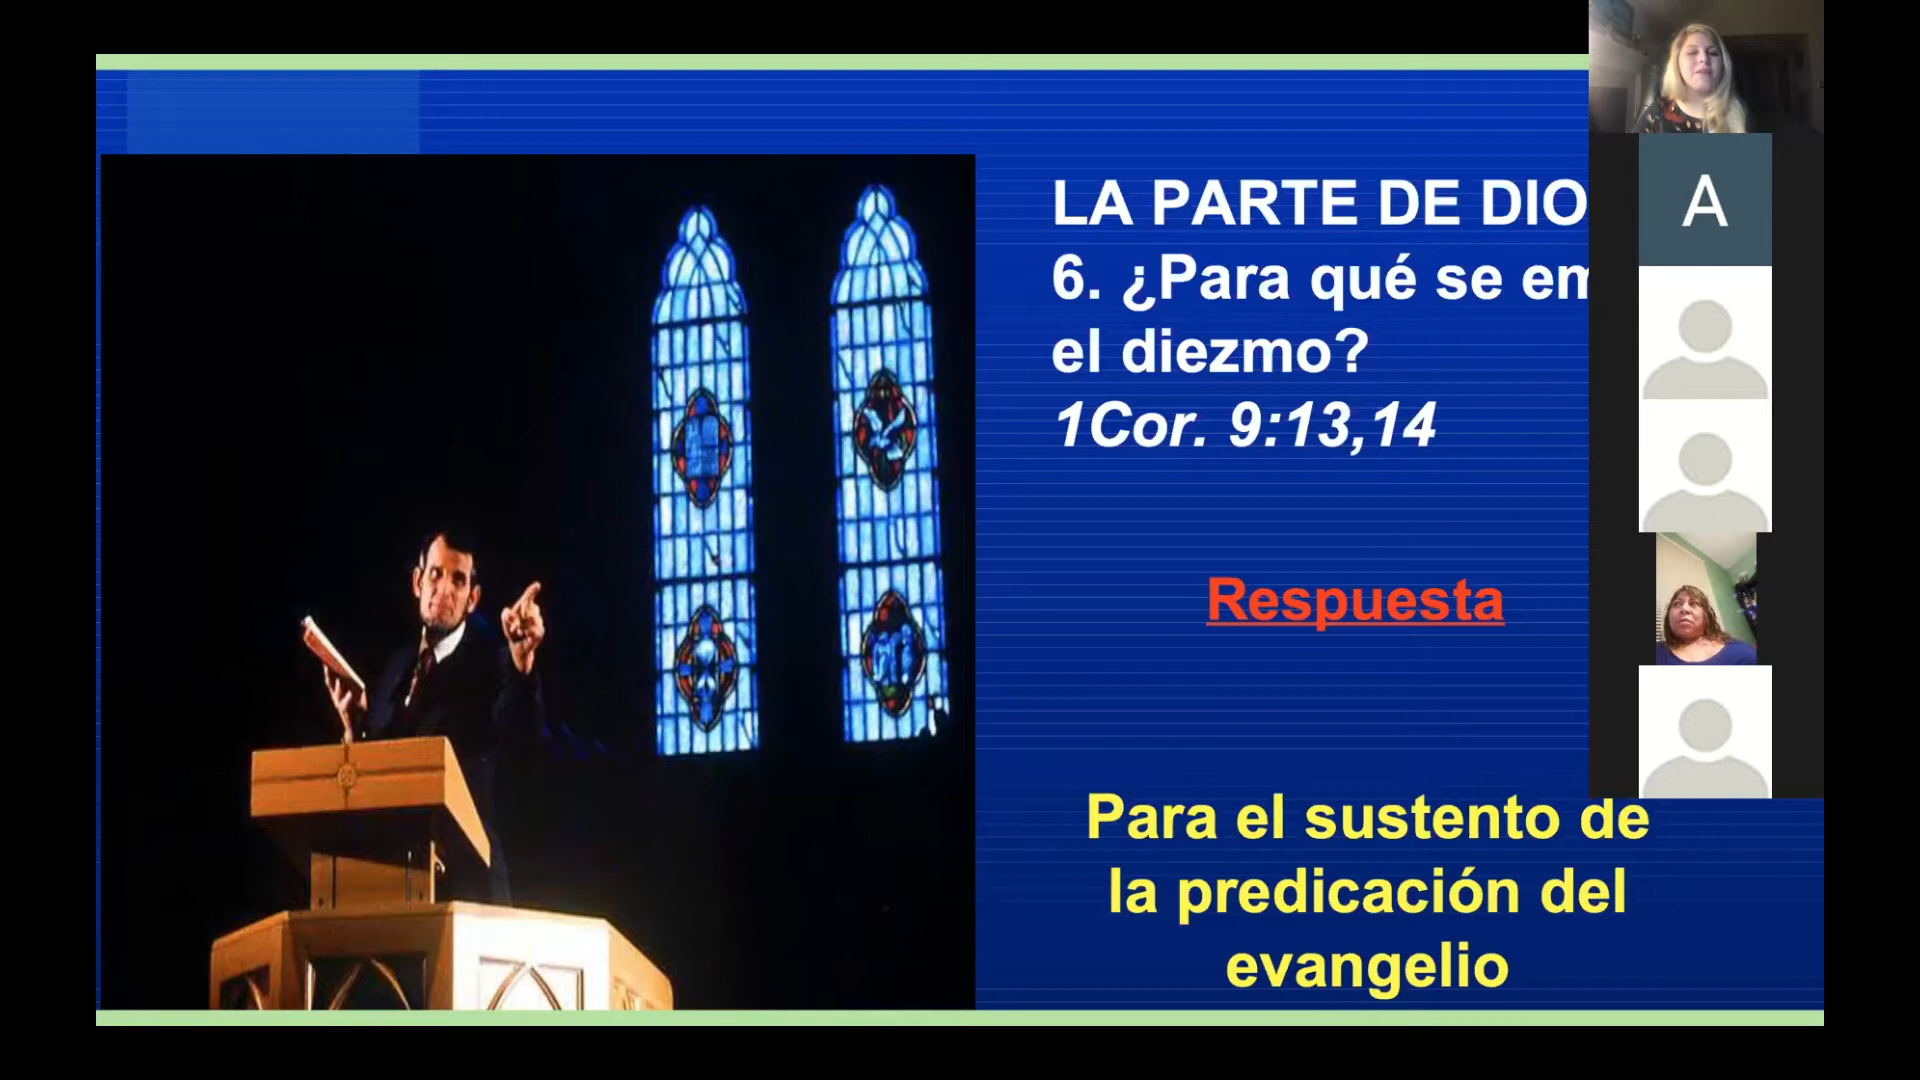 LA PARTE DE DIO
6. ¿Para qué se em
el diezmo?
1Cor. 9:13,14
Respuesta
Para el sustento de
la predicación del
evangelio
A